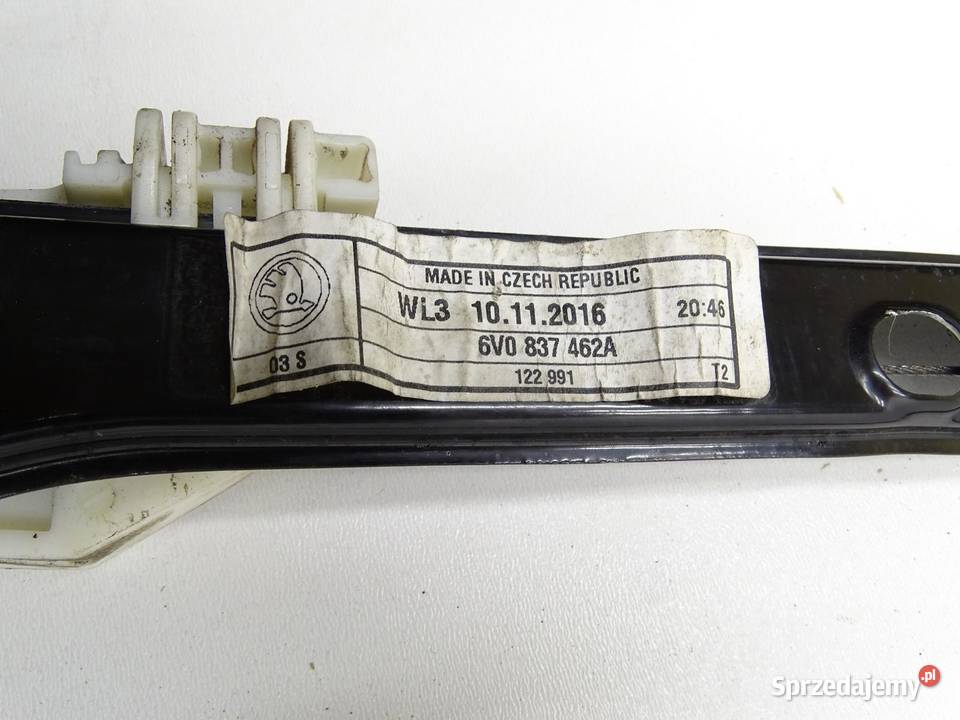 MADE IN CZECH REPUBLIC
WL3 10.11.2016 20:46
6V0 837 462A
03 S 122 991 T2
Sprzedajemy.pl